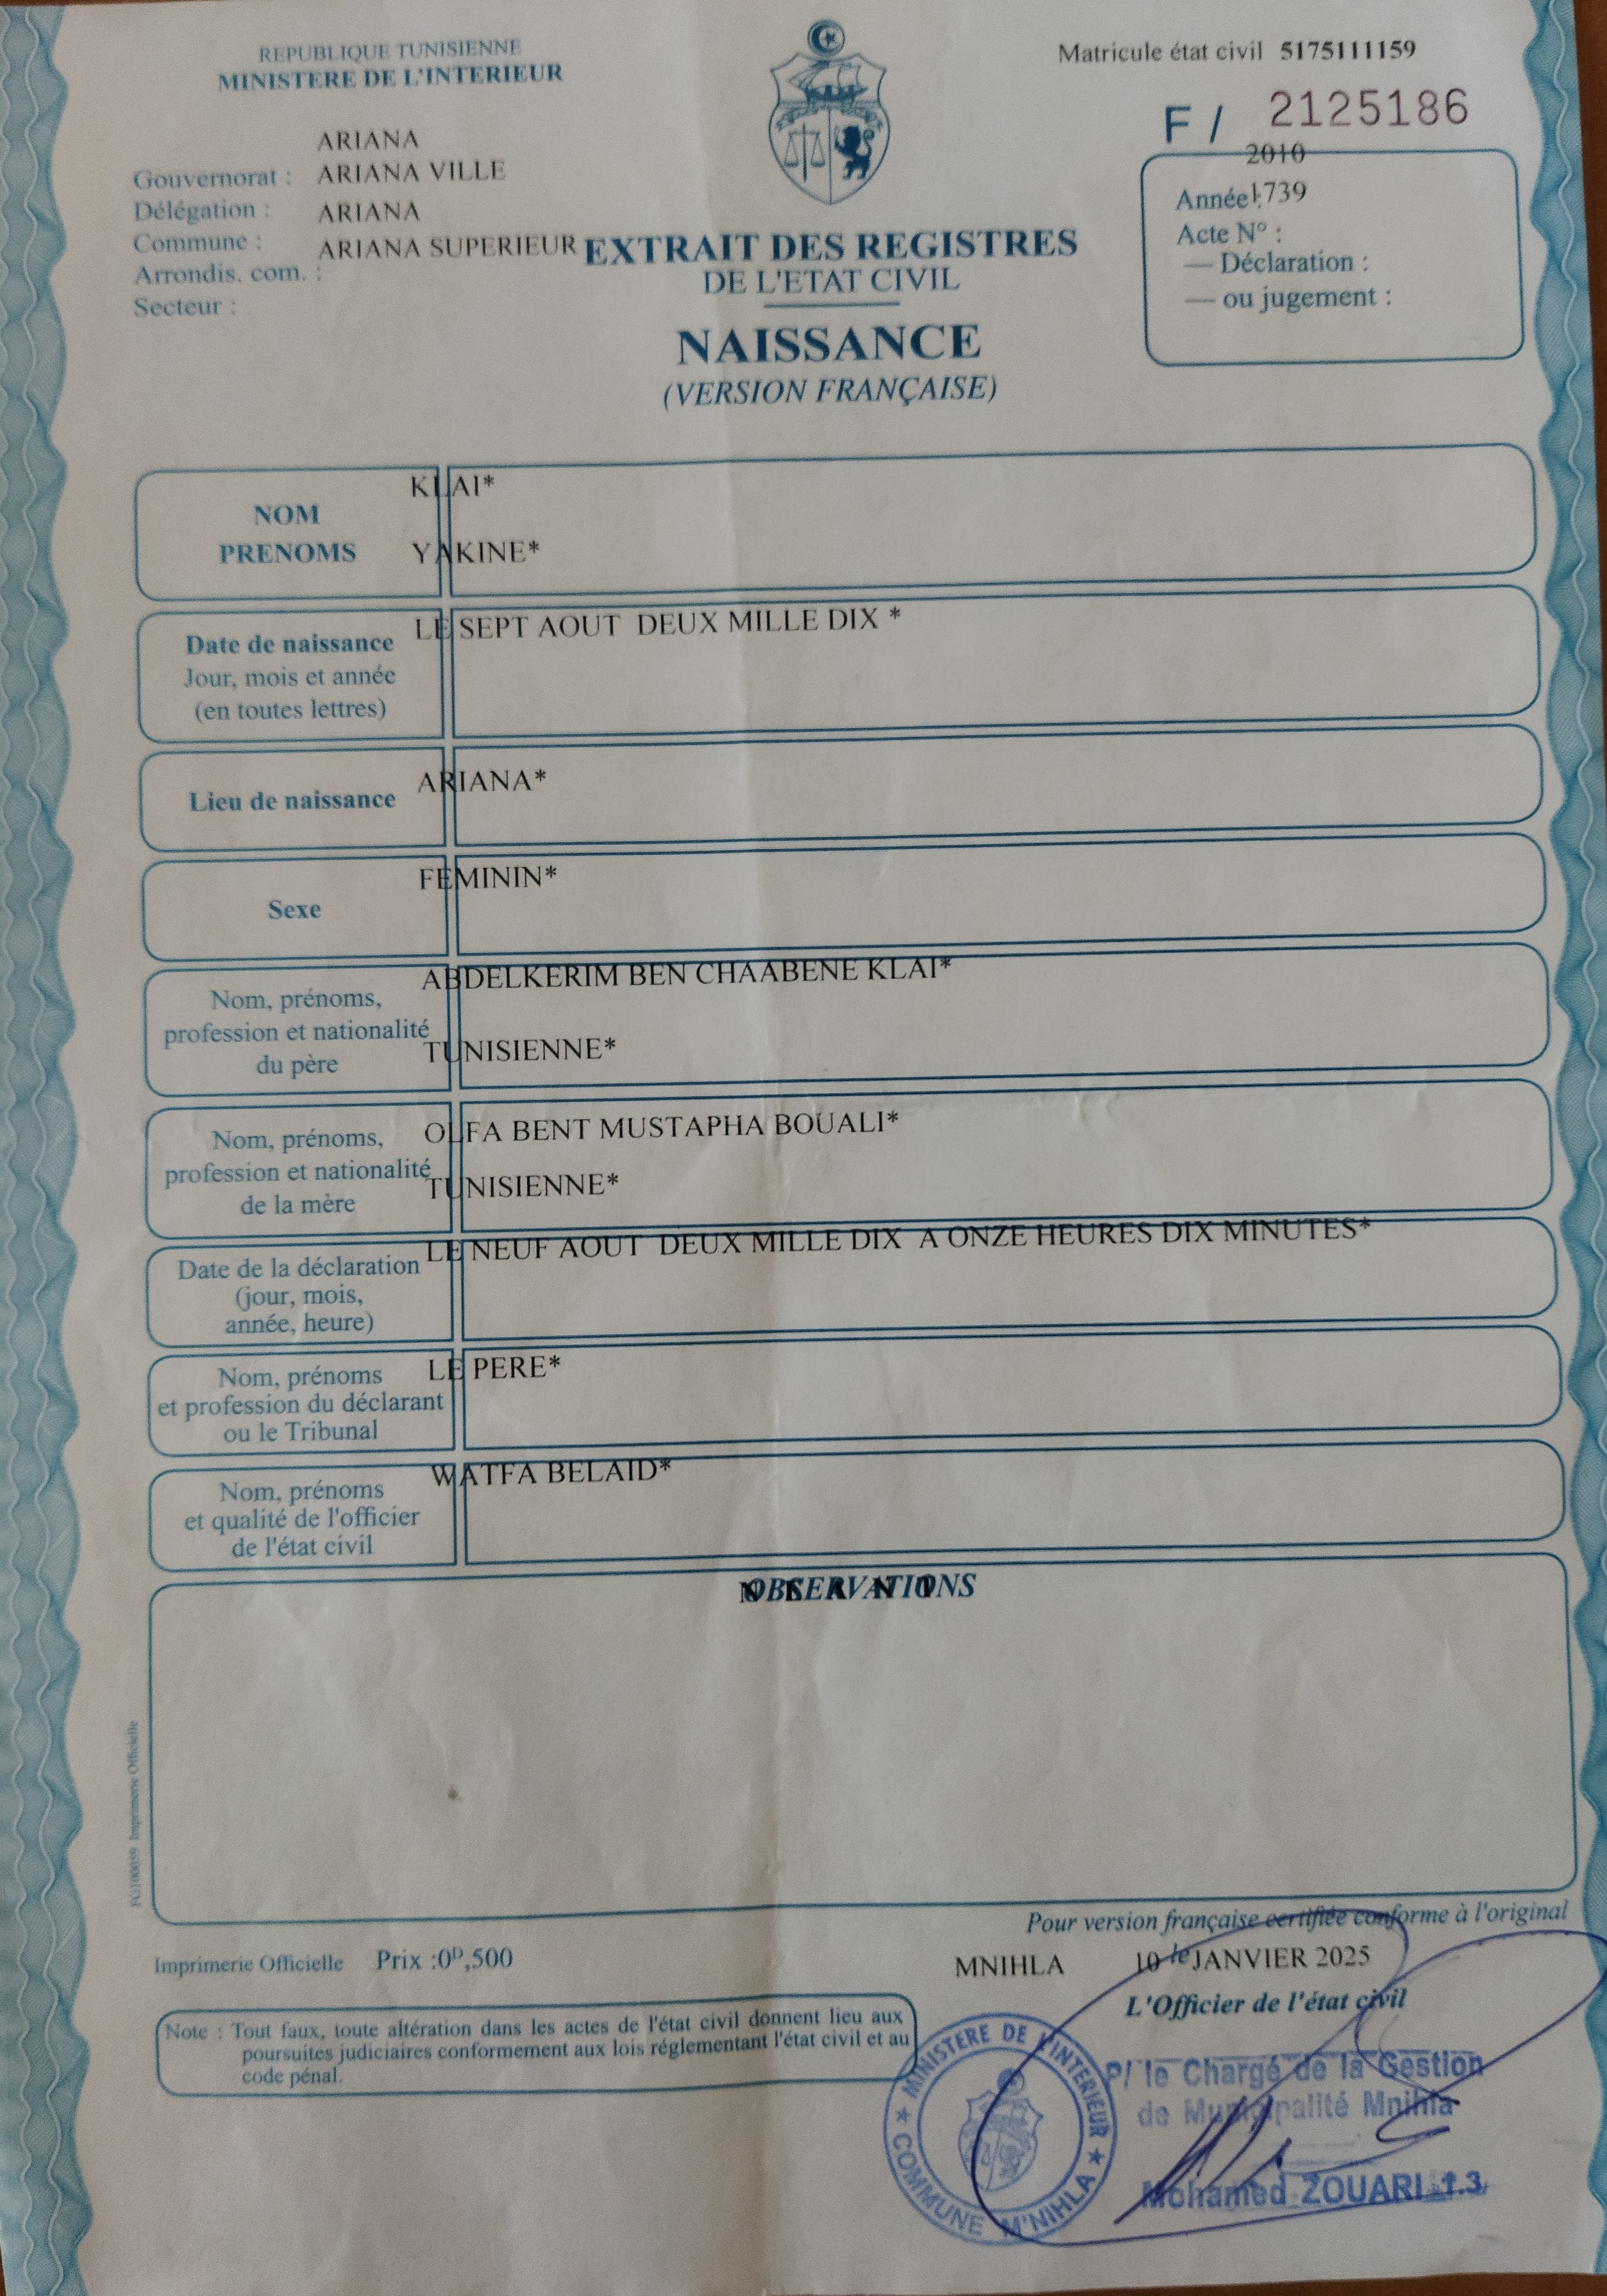 REPUBLIQUE TUNISIENNE
MINISTERE DE L'INTERIEUR
Matricule état civil 5175111159
F / 2125186
ARIANA
Gouvernorat : ARIANA VILLE
Délégation : ARIANA
Commune : ARIANA SUPERIEUR
Arrondis. com. :
Secteur :
EXTRAIT DES REGISTRES
DE L'ETAT CIVIL
NAISSANCE
(VERSION FRANÇAISE)
2010
Année : 1739
Acte N° :
— Déclaration :
— ou jugement :
KLAI*
NOM
PRENOMS YAKINE*
LE SEPT AOUT DEUX MILLE DIX *
Date de naissance
Jour, mois et année
(en toutes lettres)
ARIANA*
Lieu de naissance
FEMININ*
Sexe
ABDELKERIM BEN CHAABENE KLAI*
Nom, prénoms,
profession et nationalité
du père
TUNISIENNE*
OLFA BENT MUSTAPHA BOUALI*
Nom, prénoms,
profession et nationalité
de la mère
TUNISIENNE*
LE NEUF AOUT DEUX MILLE DIX A ONZE HEURES DIX MINUTES*
Date de la déclaration
(jour, mois,
année, heure)
LE PERE*
Nom, prénoms
et profession du déclarant
ou le Tribunal
WATFA BELAID*
Nom, prénoms
et qualité de l'officier
de l'état civil
OBSERVATIONS
FG100059 Imprimerie Officielle
Pour version française certifiée conforme à l'original
Imprimerie Officielle Prix :0ᴰ,500
MNIHLA 10 le JANVIER 2025
L'Officier de l'état civil
Note : Tout faux, toute altération dans les actes de l'état civil donnent lieu aux
poursuites judiciaires conformement aux lois réglementant l'état civil et au
code pénal.
MINISTERE DE L'INTERIEUR
COMMUNE M'NIHLA
P/ le Chargé de la Gestion
de Municipalité Mnihla
Mohamed ZOUARI 1.3